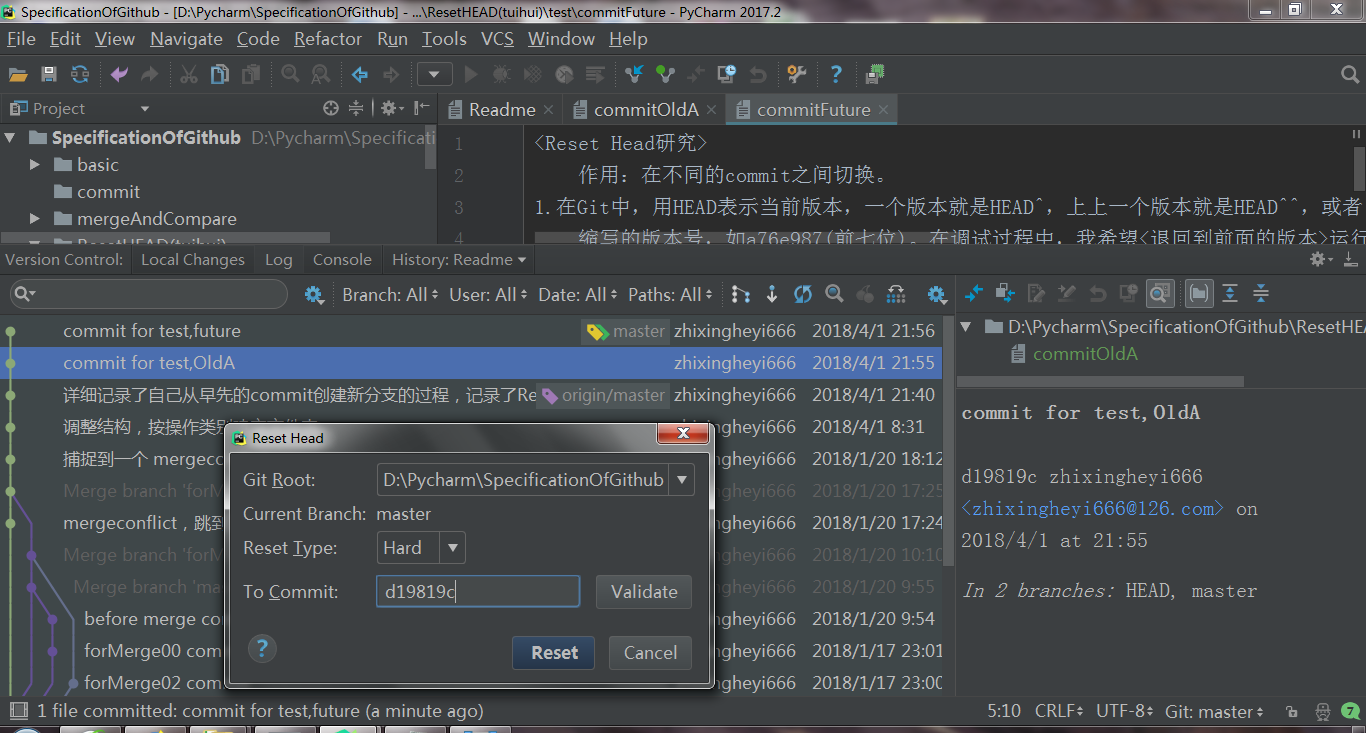 SpecificationOfGithub - [D:\Pycharm\SpecificationOfGithub] - ...\ResetHEAD(tuihui)\test\commitFuture - PyCharm 2017.2
File Edit View Navigate Code Refactor Run Tools VCS Window Help
Project
Readme
commitOldA
commitFuture
SpecificationOfGithub D:\Pycharm\Specificati
basic
commit
mergeAndCompare
ResetHEAD(tuihui)
1 <Reset Head研究>
2 作用：在不同的commit之间切换。
3 1.在Git中，用HEAD表示当前版本，一个版本就是HEAD^，上上一个版本就是HEAD^^，或者
4 缩写的版本号，如a76e987(前七位)。在调试过程中，我希望<退回到前面的版本>运行
Version Control: Local Changes Log Console History: Readme
Branch: All User: All Date: All Paths: All
commit for test,future master zhixingheyi666 2018/4/1 21:56
commit for test,OldA zhixingheyi666 2018/4/1 21:55
详细记录了自己从早先的commit创建新分支的过程，记录了Re origin/master zhixingheyi666 2018/4/1 21:40
调整结构，按操作类别 ngheyi666 2018/4/1 8:31
捕捉到一个 mergecc ngheyi666 2018/1/20 18:12
Merge branch 'forM ngheyi666 2018/1/20 17:25
mergeconflict，跳到 ngheyi666 2018/1/20 17:24
Merge branch 'forM ngheyi666 2018/1/20 10:10
Merge branch 'ma ngheyi666 2018/1/20 9:55
before merge co ngheyi666 2018/1/20 9:54
forMerge00 com ngheyi666 2018/1/17 23:01
forMerge02 com ngheyi666 2018/1/17 23:00
D:\Pycharm\SpecificationOfGithub\ResetHEA
commitOldA
commit for test,OldA
d19819c zhixingheyi666
<zhixingheyi666@126.com> on
2018/4/1 at 21:55
In 2 branches: HEAD, master
Reset Head
Git Root: D:\Pycharm\SpecificationOfGithub
Current Branch: master
Reset Type: Hard
To Commit: d19819c Validate
? Reset Cancel
1 file committed: commit for test,future (a minute ago) 5:10 CRLF UTF-8 Git: master 7